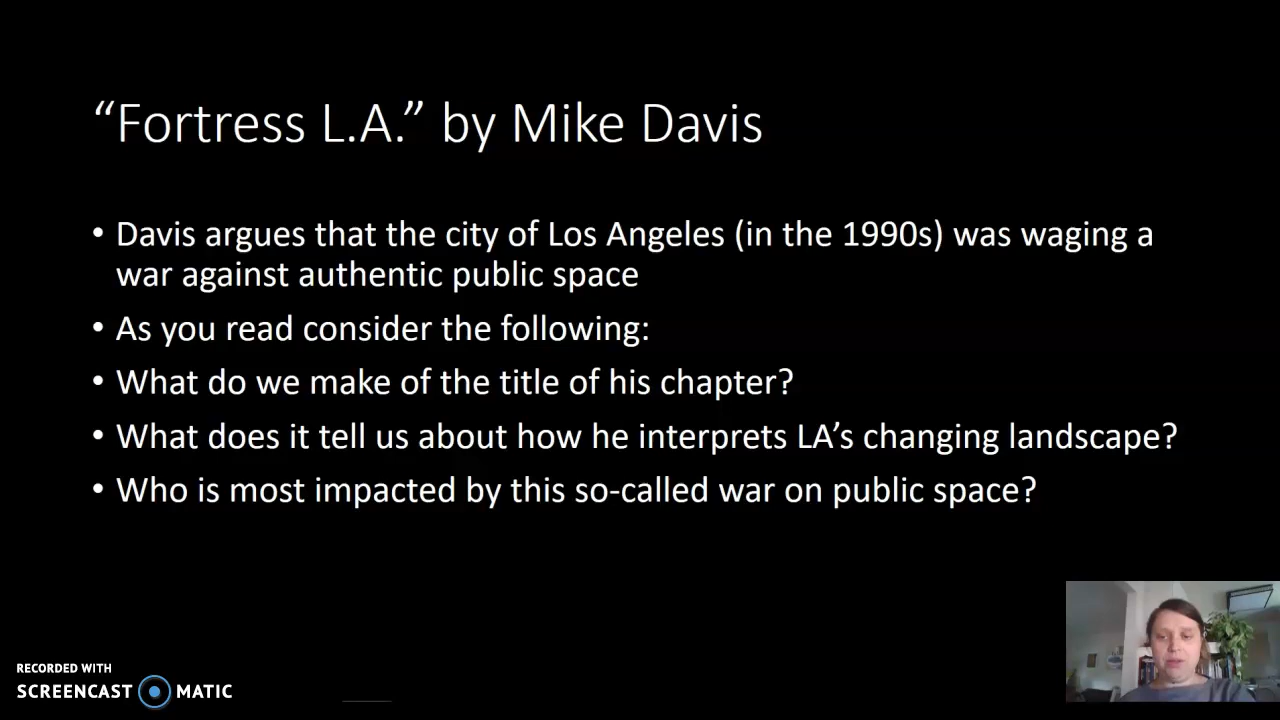 “Fortress L.A.” by Mike Davis
• Davis argues that the city of Los Angeles (in the 1990s) was waging a
war against authentic public space
• As you read consider the following:
• What do we make of the title of his chapter?
• What does it tell us about how he interprets LA’s changing landscape?
• Who is most impacted by this so-called war on public space?
RECORDED WITH
SCREENCAST MATIC